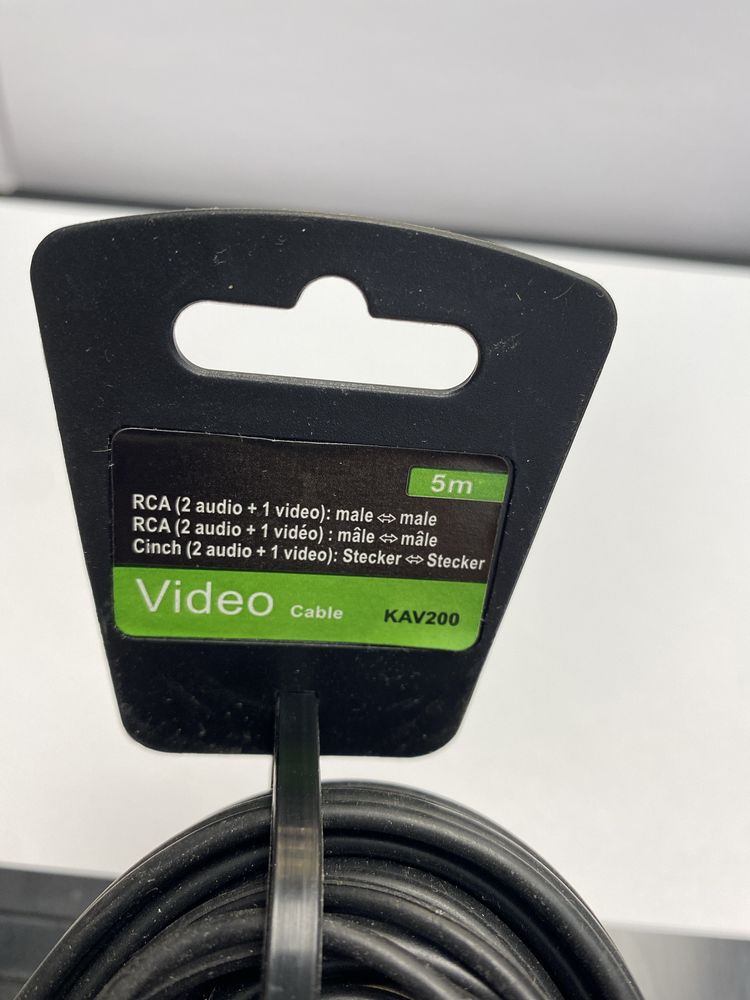 5m
RCA (2 audio + 1 video): male ⇔ male
RCA (2 audio + 1 vidéo) : mâle ⇔ mâle
Cinch (2 audio + 1 video): Stecker ⇔ Stecker
Video Cable KAV200